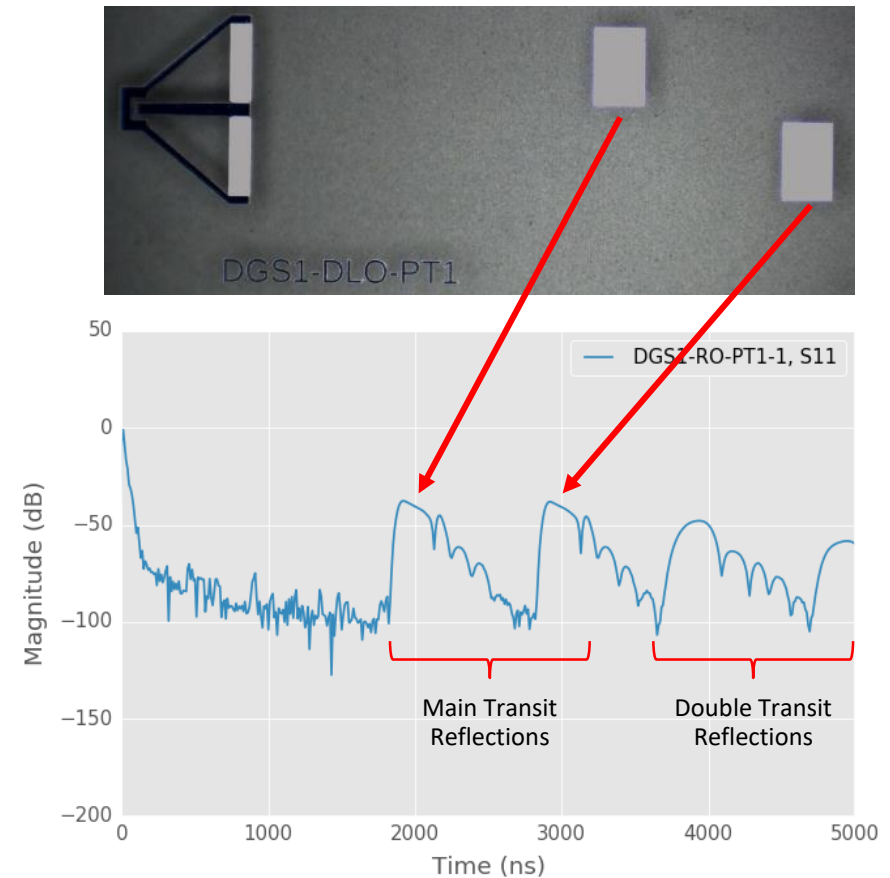 DGS1-DLO-PT1
50
0
−50
−100
−150
−200
Magnitude (dB)
DGS1-RO-PT1-1, S11
Main Transit
Reflections
Double Transit
Reflections
0 1000 2000 3000 4000 5000
Time (ns)